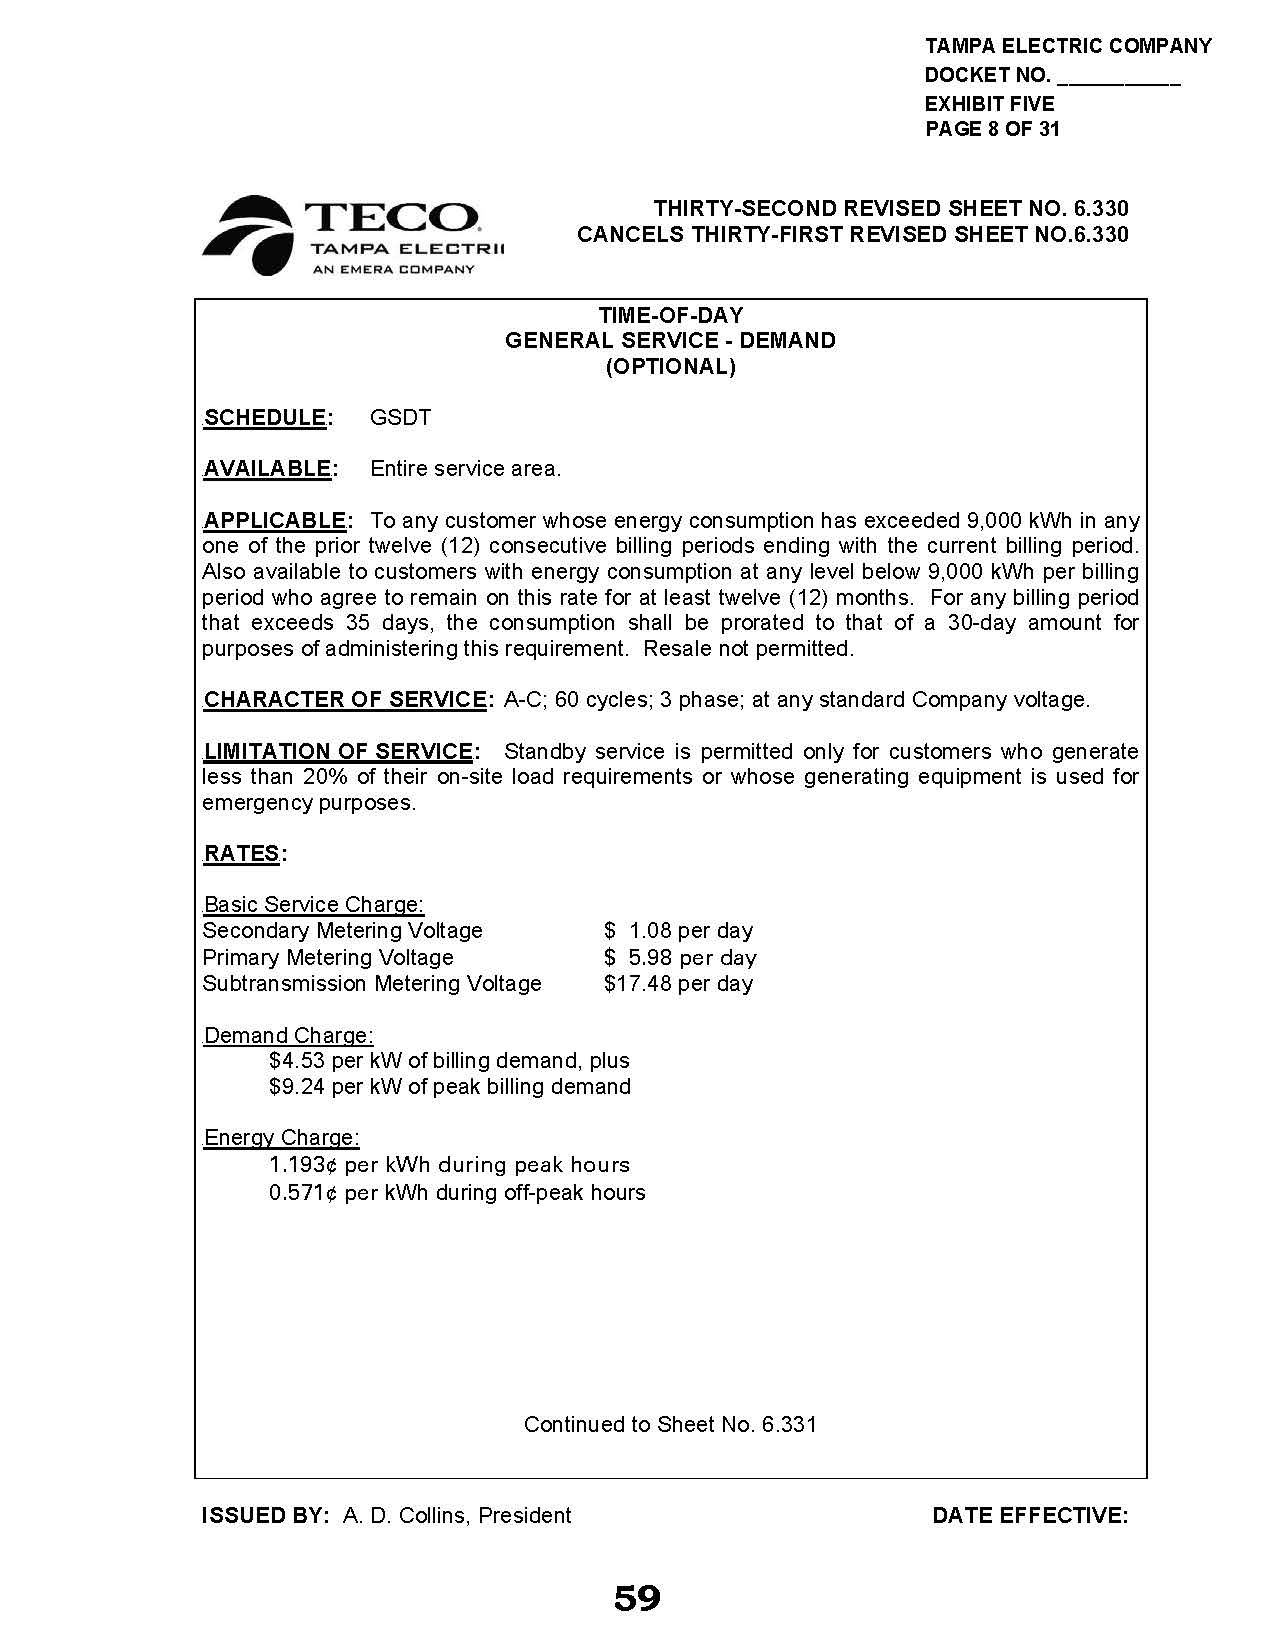 TAMPA ELECTRIC COMPANY
DOCKET NO. ___________
EXHIBIT FIVE
PAGE 8 OF 31
TECO.
TAMPA ELECTRI
AN EMERA COMPANY
THIRTY-SECOND REVISED SHEET NO. 6.330
CANCELS THIRTY-FIRST REVISED SHEET NO.6.330
TIME-OF-DAY
GENERAL SERVICE - DEMAND
(OPTIONAL)
SCHEDULE: GSDT
AVAILABLE: Entire service area.
APPLICABLE: To any customer whose energy consumption has exceeded 9,000 kWh in any
one of the prior twelve (12) consecutive billing periods ending with the current billing period.
Also available to customers with energy consumption at any level below 9,000 kWh per billing
period who agree to remain on this rate for at least twelve (12) months. For any billing period
that exceeds 35 days, the consumption shall be prorated to that of a 30-day amount for
purposes of administering this requirement. Resale not permitted.
CHARACTER OF SERVICE: A-C; 60 cycles; 3 phase; at any standard Company voltage.
LIMITATION OF SERVICE: Standby service is permitted only for customers who generate
less than 20% of their on-site load requirements or whose generating equipment is used for
emergency purposes.
RATES:
Basic Service Charge:
Secondary Metering Voltage $ 1.08 per day
Primary Metering Voltage $ 5.98 per day
Subtransmission Metering Voltage $17.48 per day
Demand Charge:
$4.53 per kW of billing demand, plus
$9.24 per kW of peak billing demand
Energy Charge:
1.193¢ per kWh during peak hours
0.571¢ per kWh during off-peak hours
Continued to Sheet No. 6.331
ISSUED BY: A. D. Collins, President DATE EFFECTIVE:
59